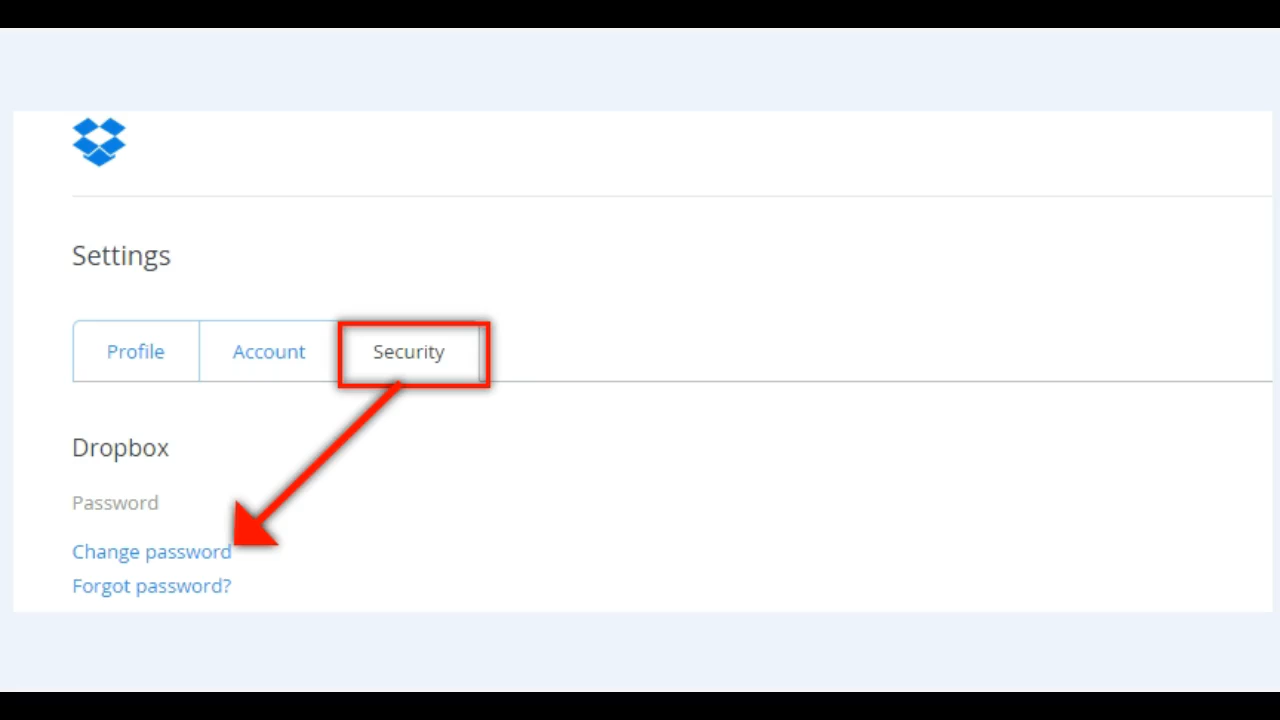 Settings
Profile Account Security
Dropbox
Password
Change password
Forgot password?